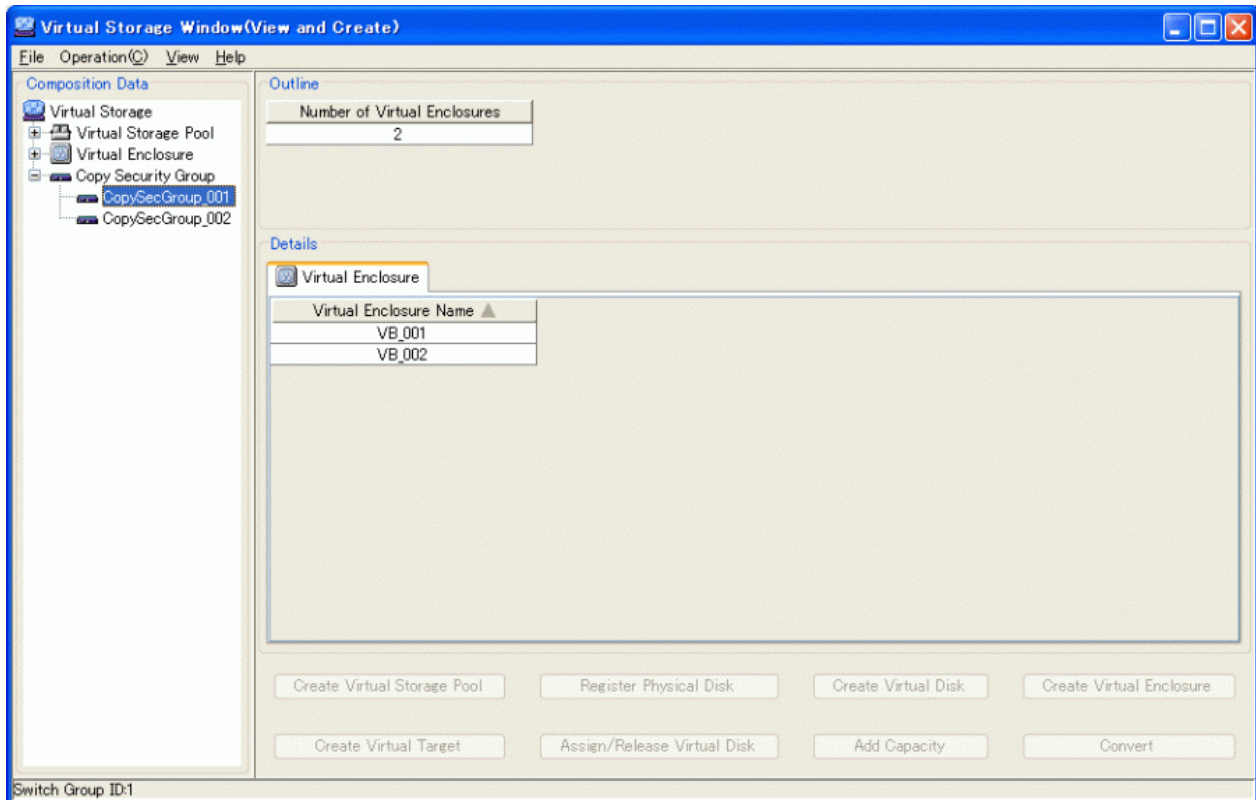 Virtual Storage Window(View and Create)
File Operation(C) View Help
Composition Data
Virtual Storage
Virtual Storage Pool
Virtual Enclosure
Copy Security Group
CopySecGroup_001
CopySecGroup_002
Outline
Number of Virtual Enclosures
2
Details
Virtual Enclosure
Virtual Enclosure Name
VB_001
VB_002
Create Virtual Storage Pool Register Physical Disk Create Virtual Disk Create Virtual Enclosure
Create Virtual Target Assign/Release Virtual Disk Add Capacity Convert
Switch Group ID:1